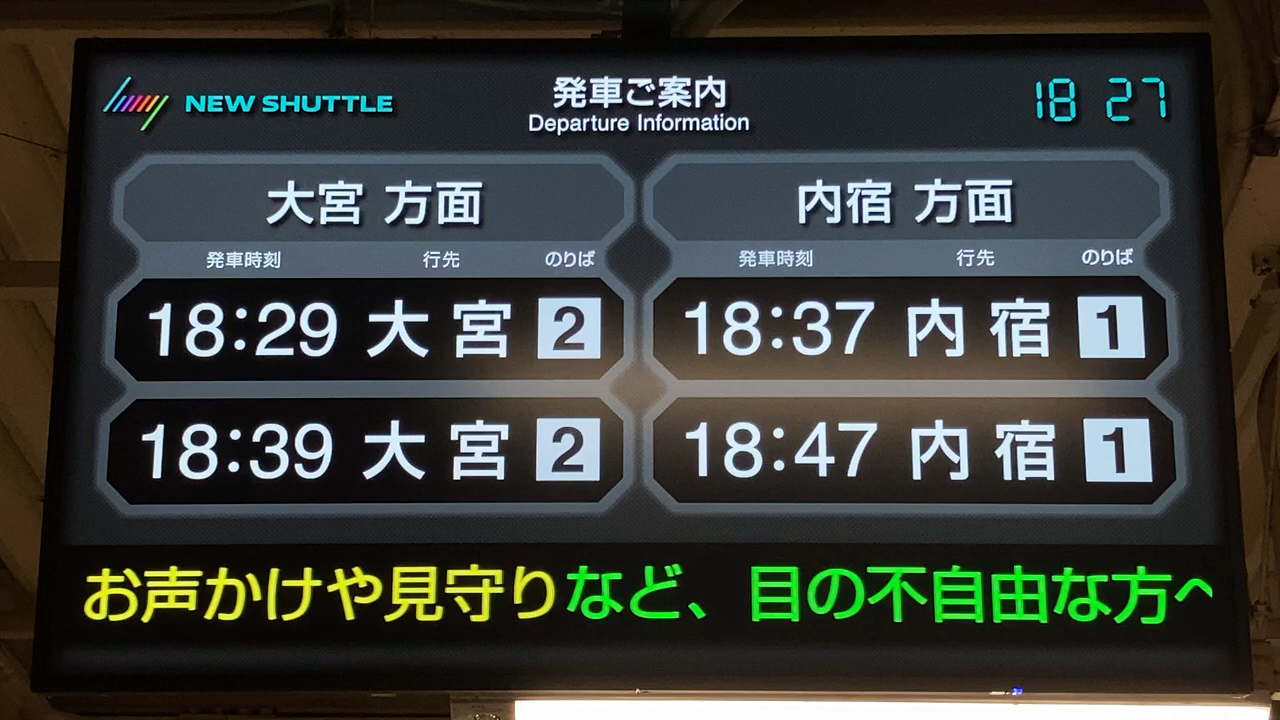 NEW SHUTTLE
発車ご案内
Departure Information
18 27
大宮 方面
発車時刻 行先 のりば
18:29 大宮 2
18:39 大宮 2
内宿 方面
発車時刻 行先 のりば
18:37 内宿 1
18:47 内宿 1
お声かけや見守りなど、目の不自由な方へ